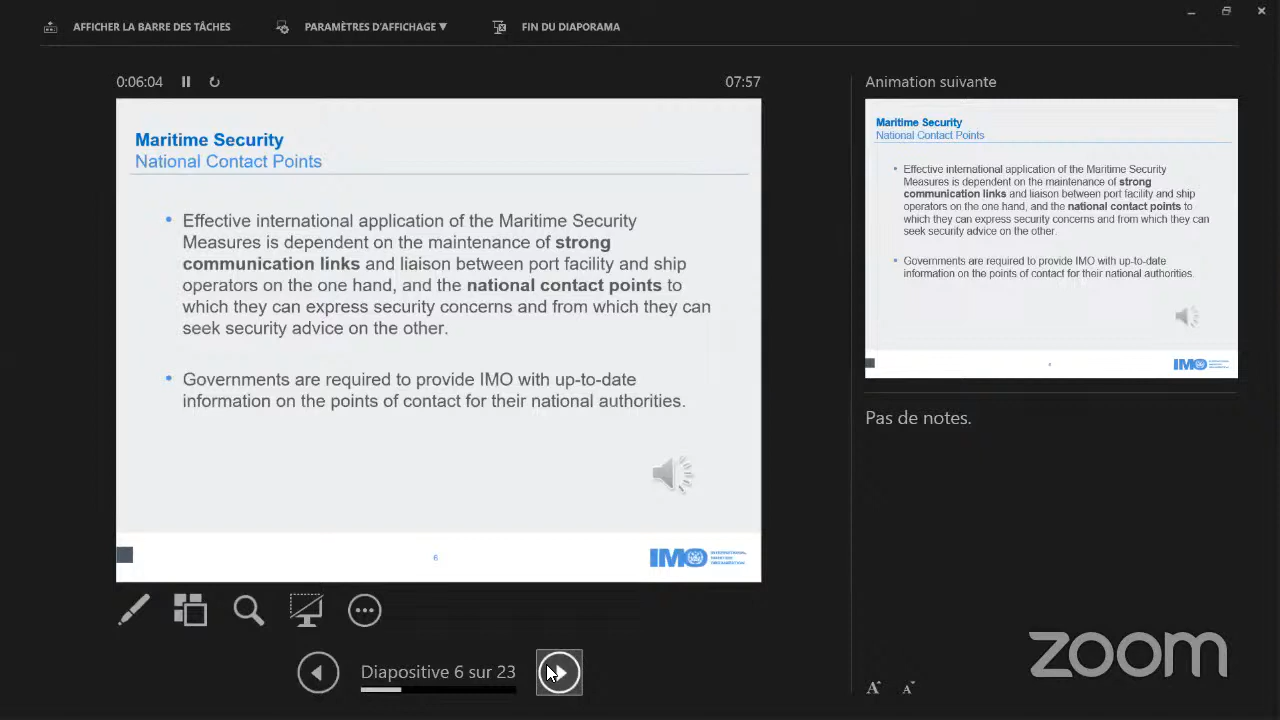 AFFICHER LA BARRE DES TÂCHES
PARAMÈTRES D'AFFICHAGE ▼
FIN DU DIAPORAMA
0:06:04
07:57
Maritime Security
National Contact Points
• Effective international application of the Maritime Security
Measures is dependent on the maintenance of strong
communication links and liaison between port facility and ship
operators on the one hand, and the national contact points to
which they can express security concerns and from which they can
seek security advice on the other.
• Governments are required to provide IMO with up-to-date
information on the points of contact for their national authorities.
6
IMO
INTERNATIONAL
MARITIME
ORGANIZATION
Diapositive 6 sur 23
Animation suivante
Maritime Security
National Contact Points
• Effective international application of the Maritime Security
Measures is dependent on the maintenance of strong
communication links and liaison between port facility and ship
operators on the one hand, and the national contact points to
which they can express security concerns and from which they can
seek security advice on the other.
• Governments are required to provide IMO with up-to-date
information on the points of contact for their national authorities.
IMO
Pas de notes.
A A
zoom